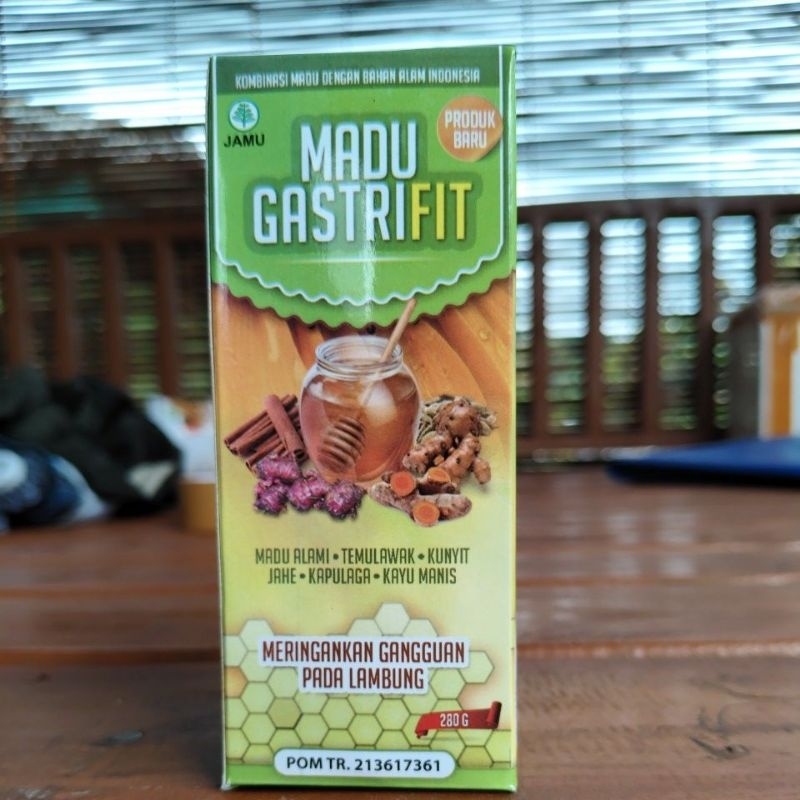 KOMBINASI MADU DENGAN BAHAN ALAM INDONESIA
JAMU
PRODUK
BARU
MADU
GASTRIFIT
MADU ALAMI • TEMULAWAK • KUNYIT
JAHE • KAPULAGA • KAYU MANIS
MERINGANKAN GANGGUAN
PADA LAMBUNG
280 G
POM TR. 213617361